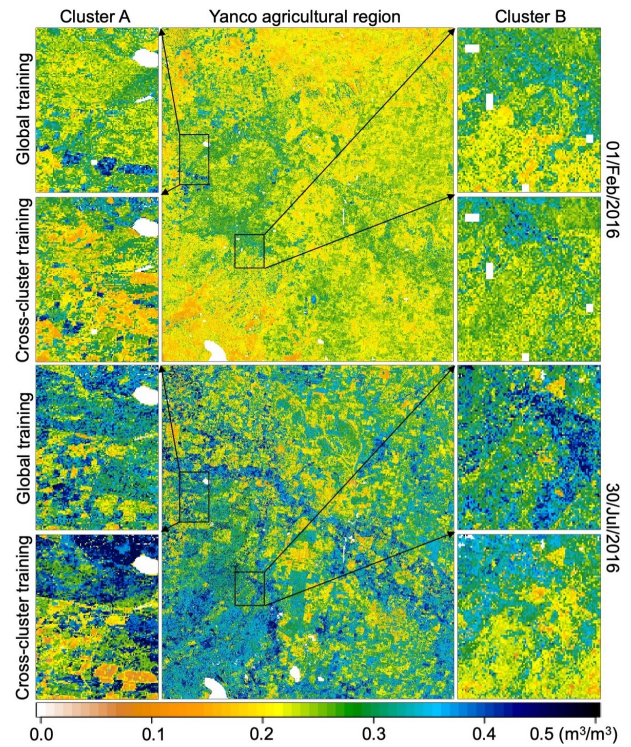 Cluster A Yanco agricultural region Cluster B
Global training
01/Feb/2016
Cross-cluster training
Global training
30/Jul/2016
Cross-cluster training
0.0 0.1 0.2 0.3 0.4 0.5 (m³/m³)